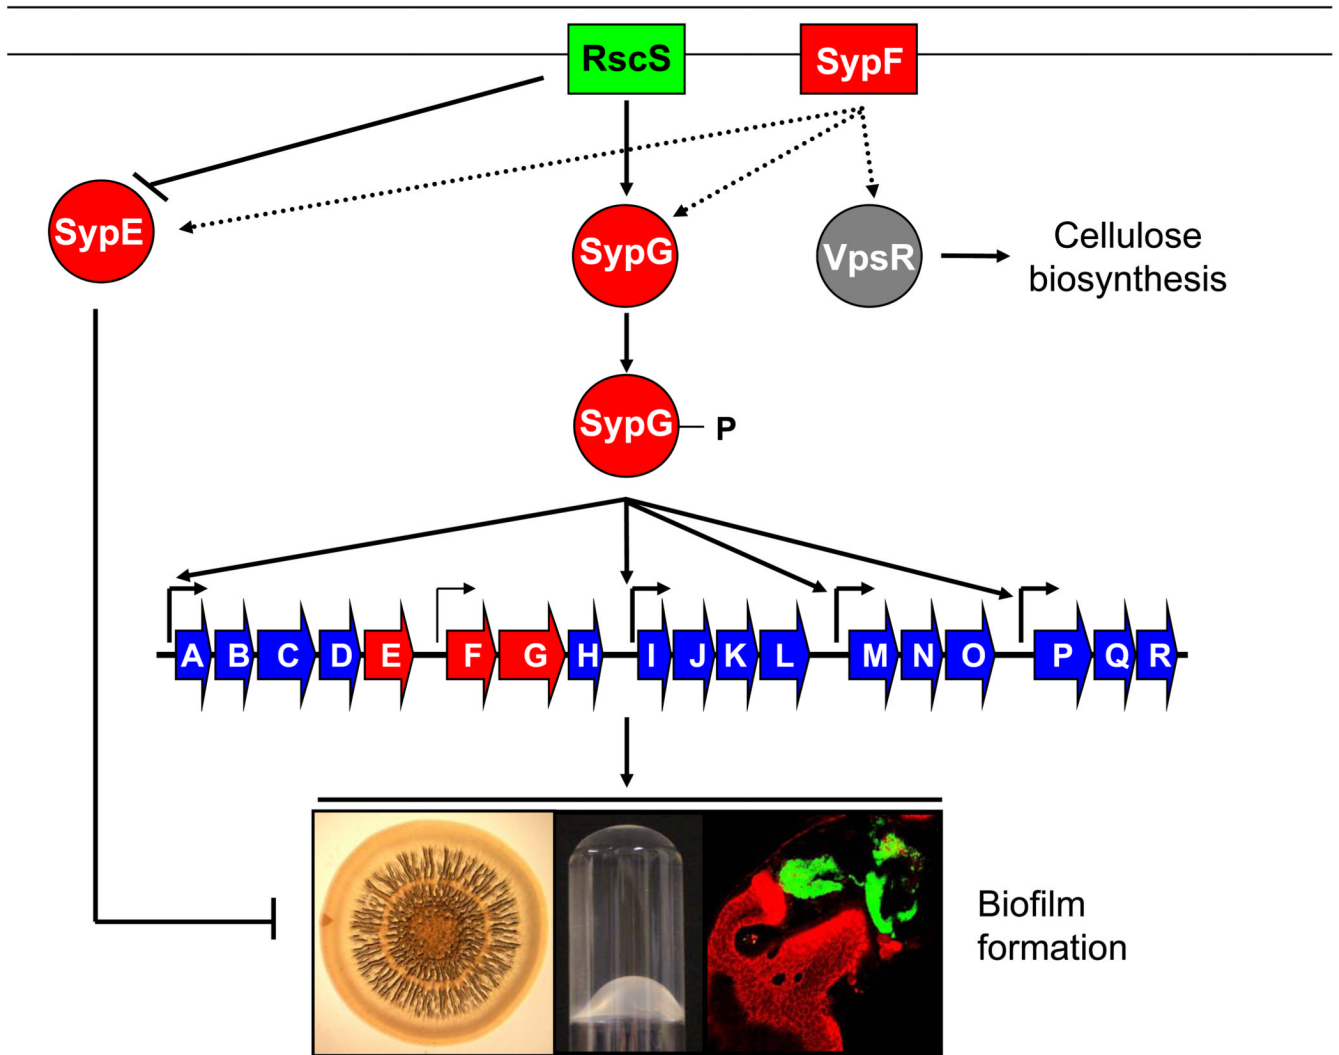 RscS
SypF
SypE
SypG
VpsR
Cellulose
biosynthesis
SypG
P
A B C D E F G H I J K L M N O P Q R
Biofilm
formation